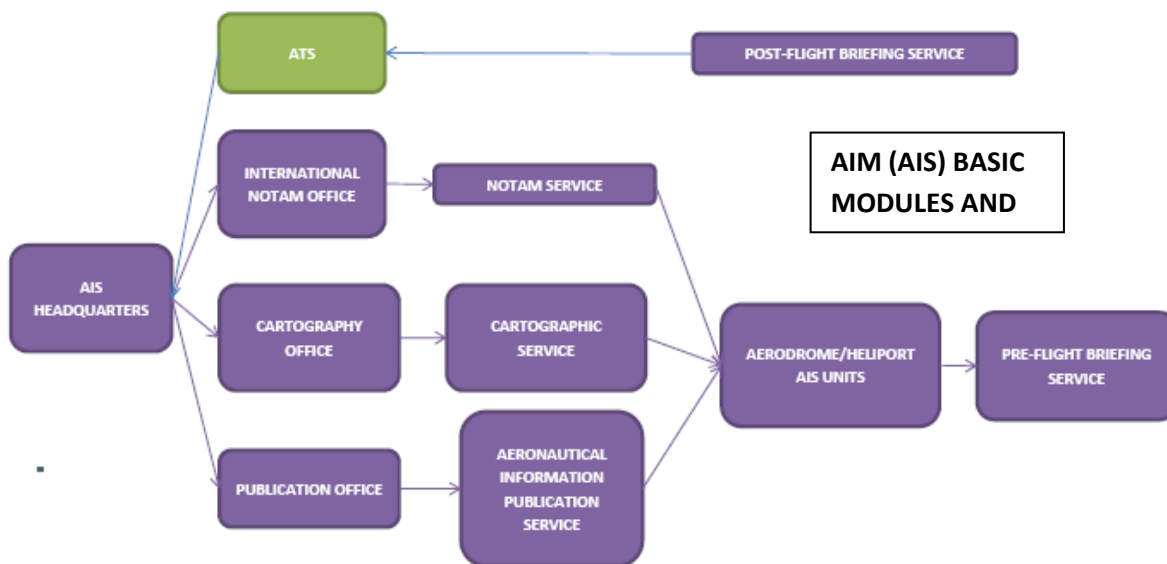 ATS
POST-FLIGHT BRIEFING SERVICE
AIM (AIS) BASIC
MODULES AND
INTERNATIONAL
NOTAM OFFICE
NOTAM SERVICE
AIS
HEADQUARTERS
CARTOGRAPHY
OFFICE
CARTOGRAPHIC
SERVICE
AERODROME/HELIPORT
AIS UNITS
PRE-FLIGHT BRIEFING
SERVICE
PUBLICATION OFFICE
AERONAUTICAL
INFORMATION
PUBLICATION
SERVICE